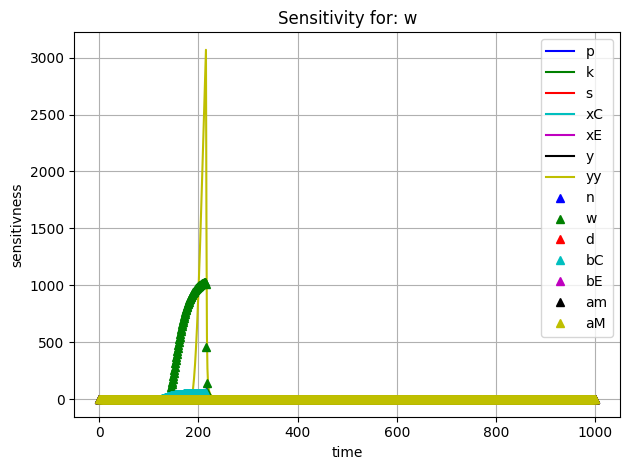 Sensitivity for: w
sensitivness
3000
2500
2000
1500
1000
500
0
0
200
400
600
800
1000
time
p
k
s
xC
xE
y
yy
n
w
d
bC
bE
am
aM